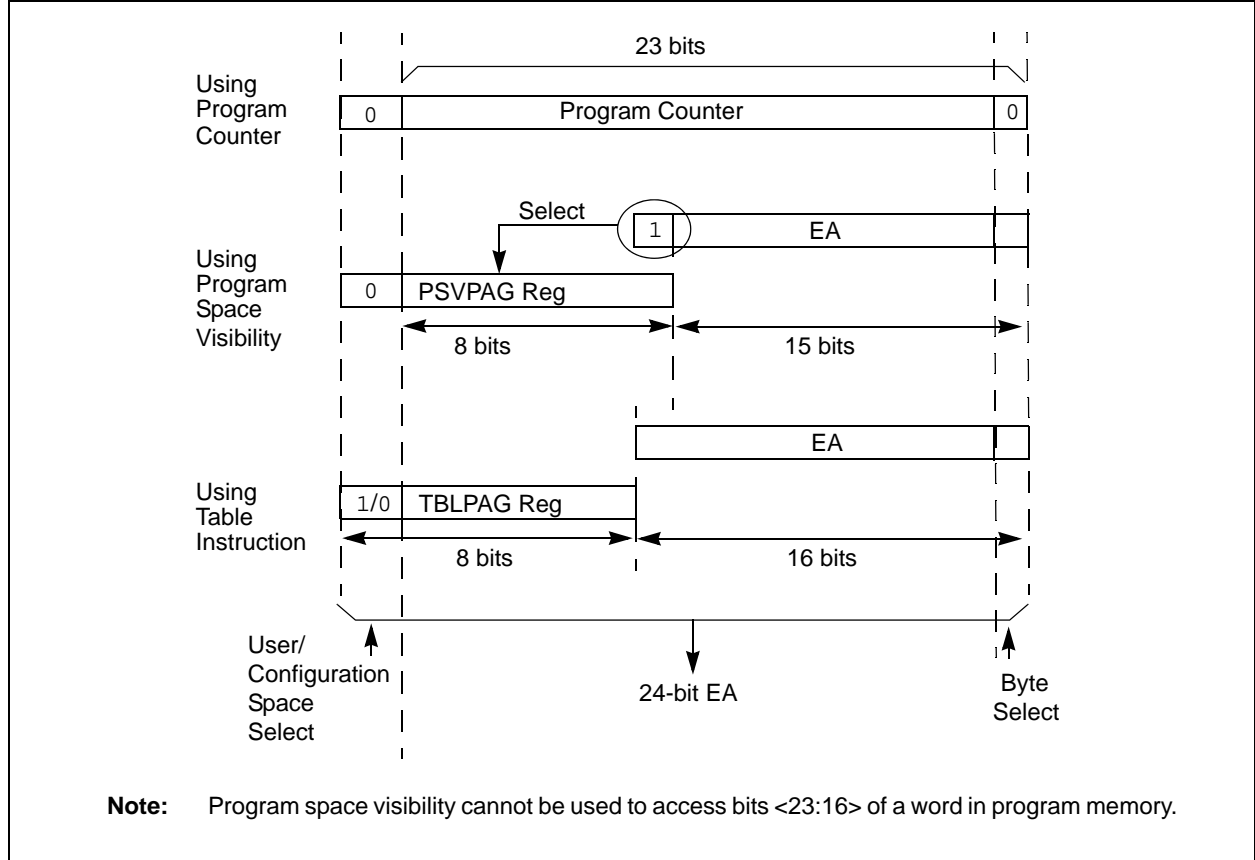 23 bits
Using
Program
Counter
0
Program Counter
0
Select
1
EA
Using
Program
Space
Visibility
0
PSVPAG Reg
8 bits
15 bits
EA
Using
Table
Instruction
1/0
TBLPAG Reg
8 bits
16 bits
User/
Configuration
Space
Select
24-bit EA
Byte
Select
Note: Program space visibility cannot be used to access bits <23:16> of a word in program memory.